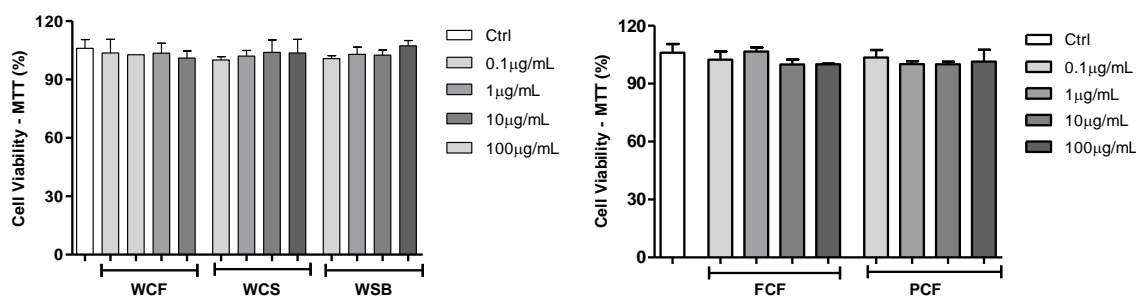 Cell Viability - MTT (%)
120
90
60
30
0
WCF
WCS
WSB
Ctrl
0.1μg/mL
1μg/mL
10μg/mL
100μg/mL
Cell Viability - MTT (%)
120
90
60
30
0
FCF
PCF
Ctrl
0.1μg/mL
1μg/mL
10μg/mL
100μg/mL